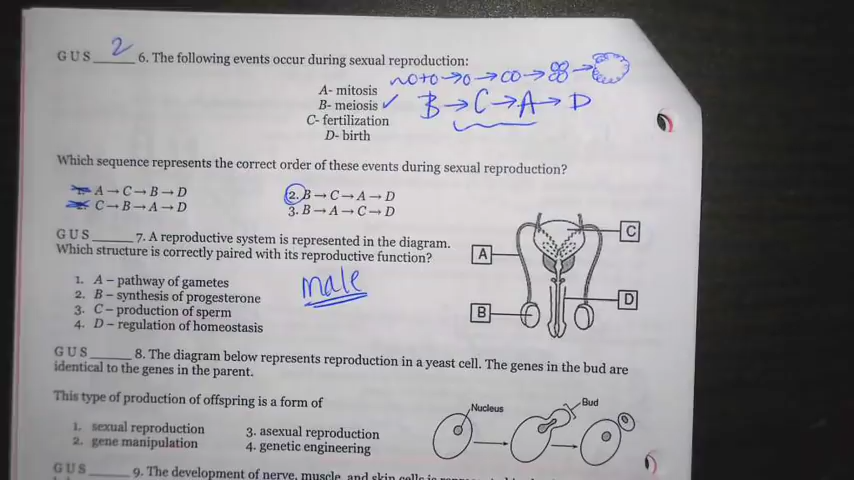 G U S ____2____ 6. The following events occur during sexual reproduction:
A- mitosis
B- meiosis ✓
C- fertilization
D- birth
B → C → A → D
Which sequence represents the correct order of these events during sexual reproduction?
A → C → B → D
C → B → A → D
2. B → C → A → D
3. B → A → C → D
G U S ______ 7. A reproductive system is represented in the diagram.
Which structure is correctly paired with its reproductive function?
1. A – pathway of gametes
2. B – synthesis of progesterone
3. C – production of sperm
4. D – regulation of homeostasis
male
A
B
C
D
G U S ______ 8. The diagram below represents reproduction in a yeast cell. The genes in the bud are
identical to the genes in the parent.
This type of production of offspring is a form of
1. sexual reproduction
2. gene manipulation
3. asexual reproduction
4. genetic engineering
Nucleus
Bud
G U S ______ 9. The development of nerve, muscle, and skin cells is